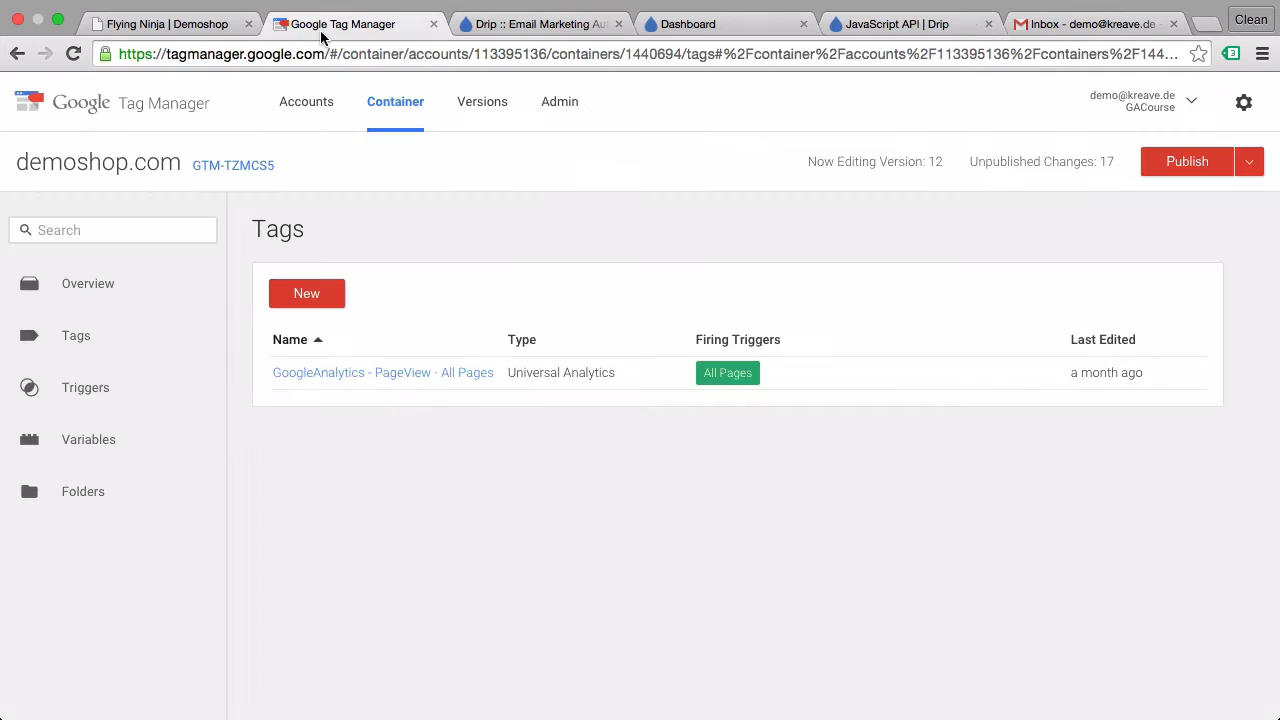 Flying Ninja | Demoshop
Google Tag Manager
Drip :: Email Marketing Au
Dashboard
JavaScript API | Drip
Inbox - demo@kreave.de -
Clean
https://tagmanager.google.com/#/container/accounts/113395136/containers/1440694/tags#%2Fcontainer%2Faccounts%2F113395136%2Fcontainers%2F144...
3
Google Tag Manager
Accounts
Container
Versions
Admin
demo@kreave.de
GACourse
demoshop.com GTM-TZMCS5
Now Editing Version: 12
Unpublished Changes: 17
Publish
Search
Overview
Tags
Triggers
Variables
Folders
Tags
New
Name Type Firing Triggers Last Edited
GoogleAnalytics - PageView - All Pages Universal Analytics All Pages a month ago